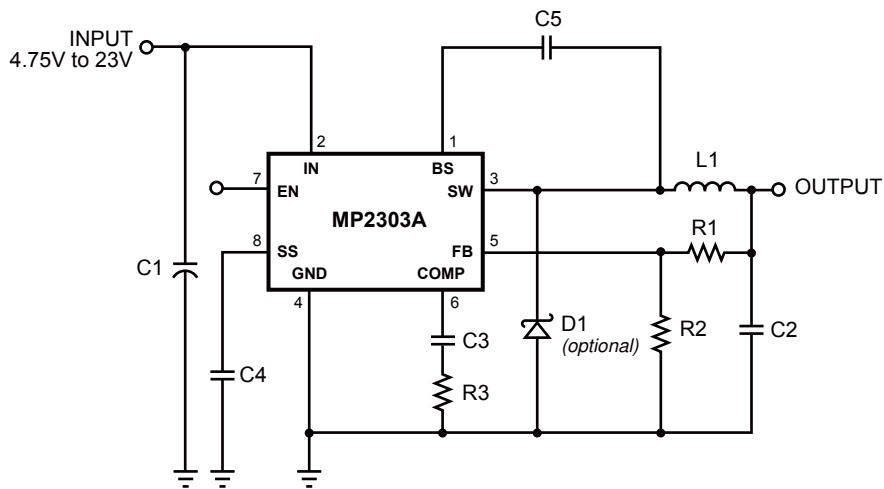 C5
INPUT
4.75V to 23V
2
1
IN
BS
L1
7
EN
SW
3
OUTPUT
MP2303A
R1
8
SS
FB
5
C1
GND
COMP
4
6
D1
(optional)
R2
C2
C3
C4
R3